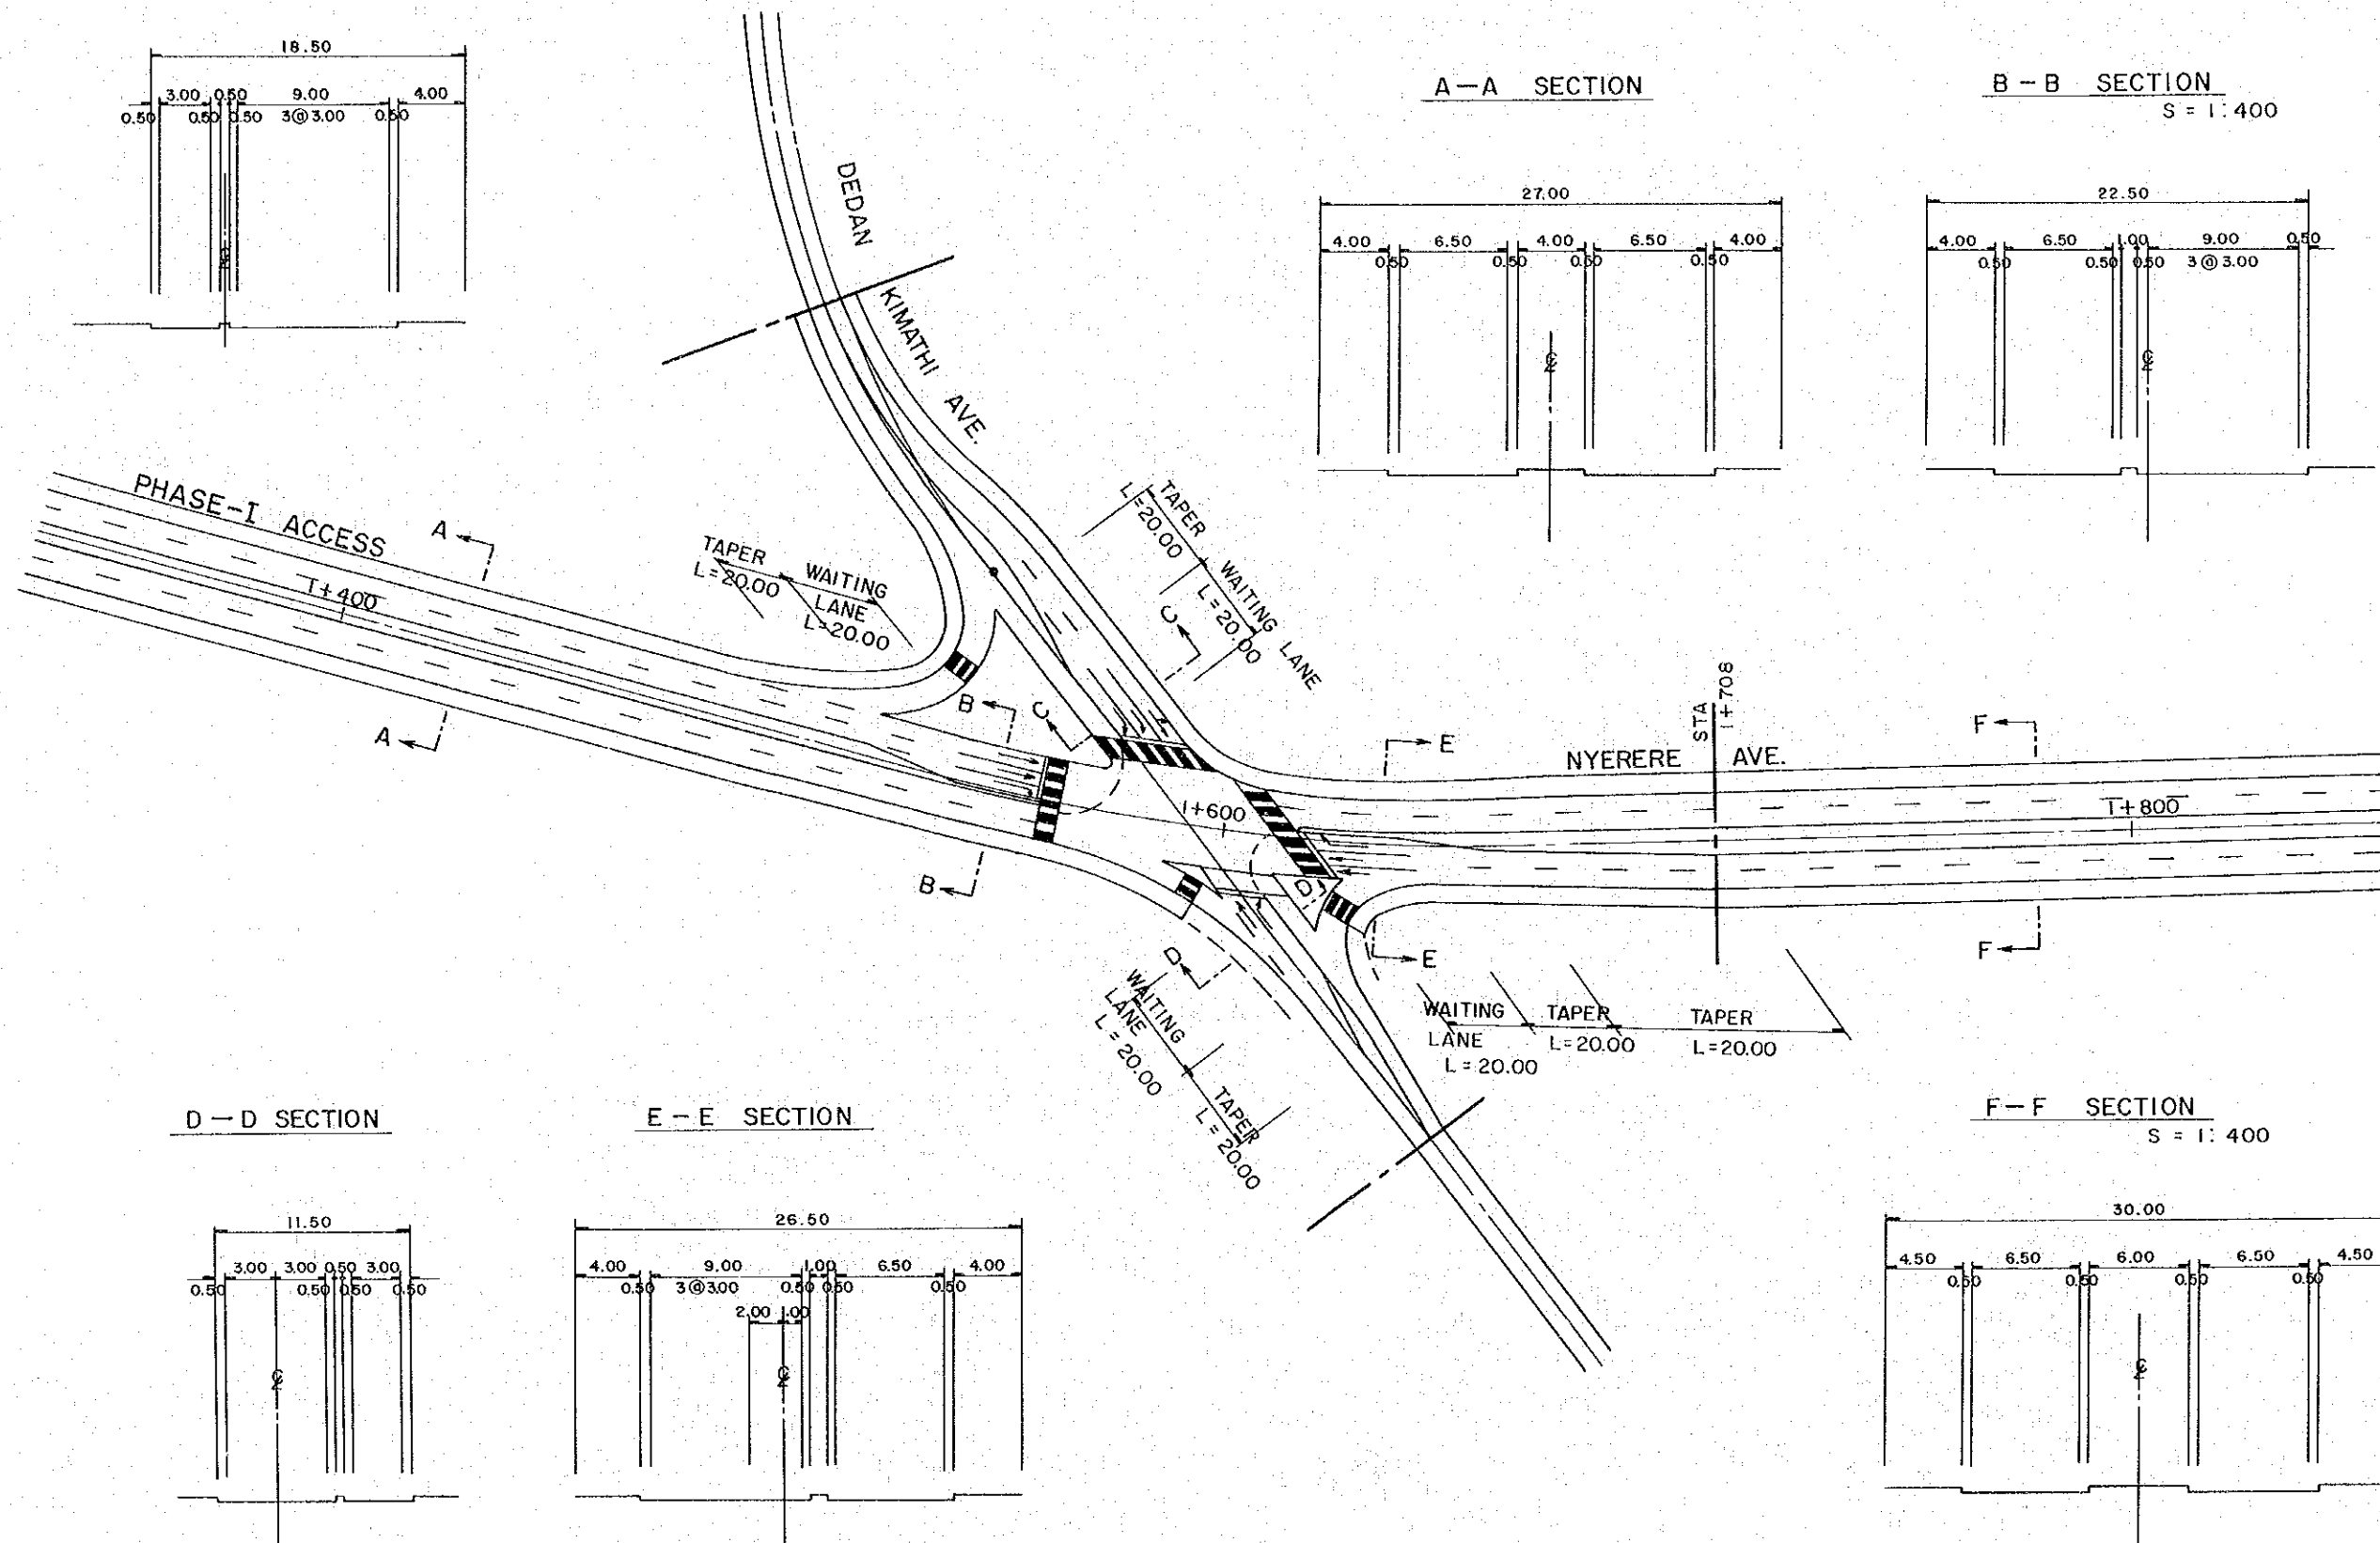 18.50
3.00 0.50 9.00 4.00
0.50 0.50 0.50 3@3.00 0.50
A—A SECTION
27.00
4.00 6.50 4.00 6.50 4.00
0.50 0.50 0.50 0.50
B—B SECTION
S = 1:400
22.50
4.00 6.50 1.00 9.00 0.50
0.50 0.50 0.50 3@3.00
DEDAN
KIMATHI
AVE.
PHASE-I ACCESS
1+400
A
A
TAPER
L=20.00
WAITING
LANE
L=20.00
TAPER
L=20.00
WAITING LANE
L=20.00
C
C
B
B
1+600
E
E
D
D
NYERERE AVE.
STA
1+708
F
F
1+800
WAITING
LANE
L=20.00
TAPER
L=20.00
WAITING
LANE
L=20.00
TAPER
L=20.00
TAPER
L=20.00
D—D SECTION
11.50
3.00 3.00 0.50 3.00
0.50 0.50 0.50 0.50
E—E SECTION
26.50
4.00 9.00 1.00 6.50 4.00
0.50 3@3.00 0.50 0.50 0.50
2.00 1.00
F—F SECTION
S = 1:400
30.00
4.50 6.50 6.00 6.50 4.50
0.50 0.50 0.50 0.50